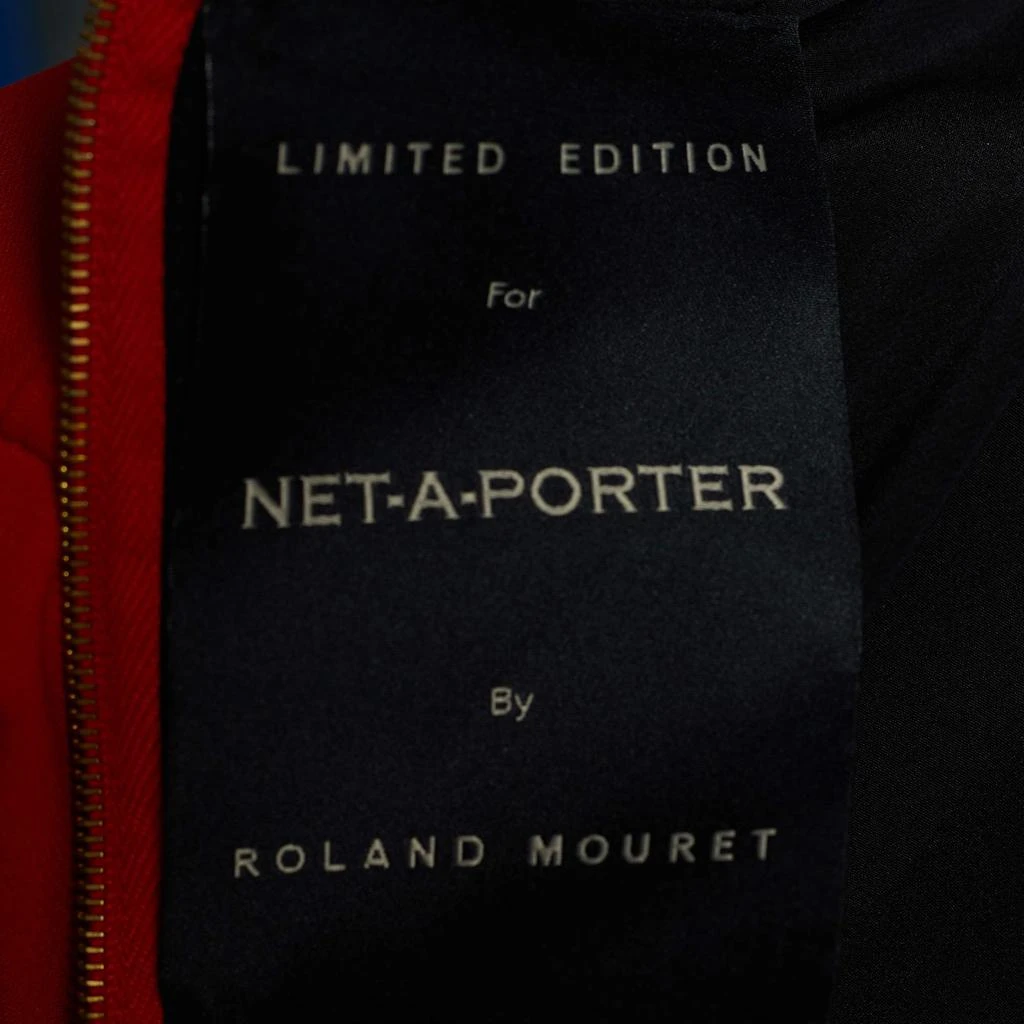 LIMITED EDITION
For
NET-A-PORTER
By
ROLAND MOURET